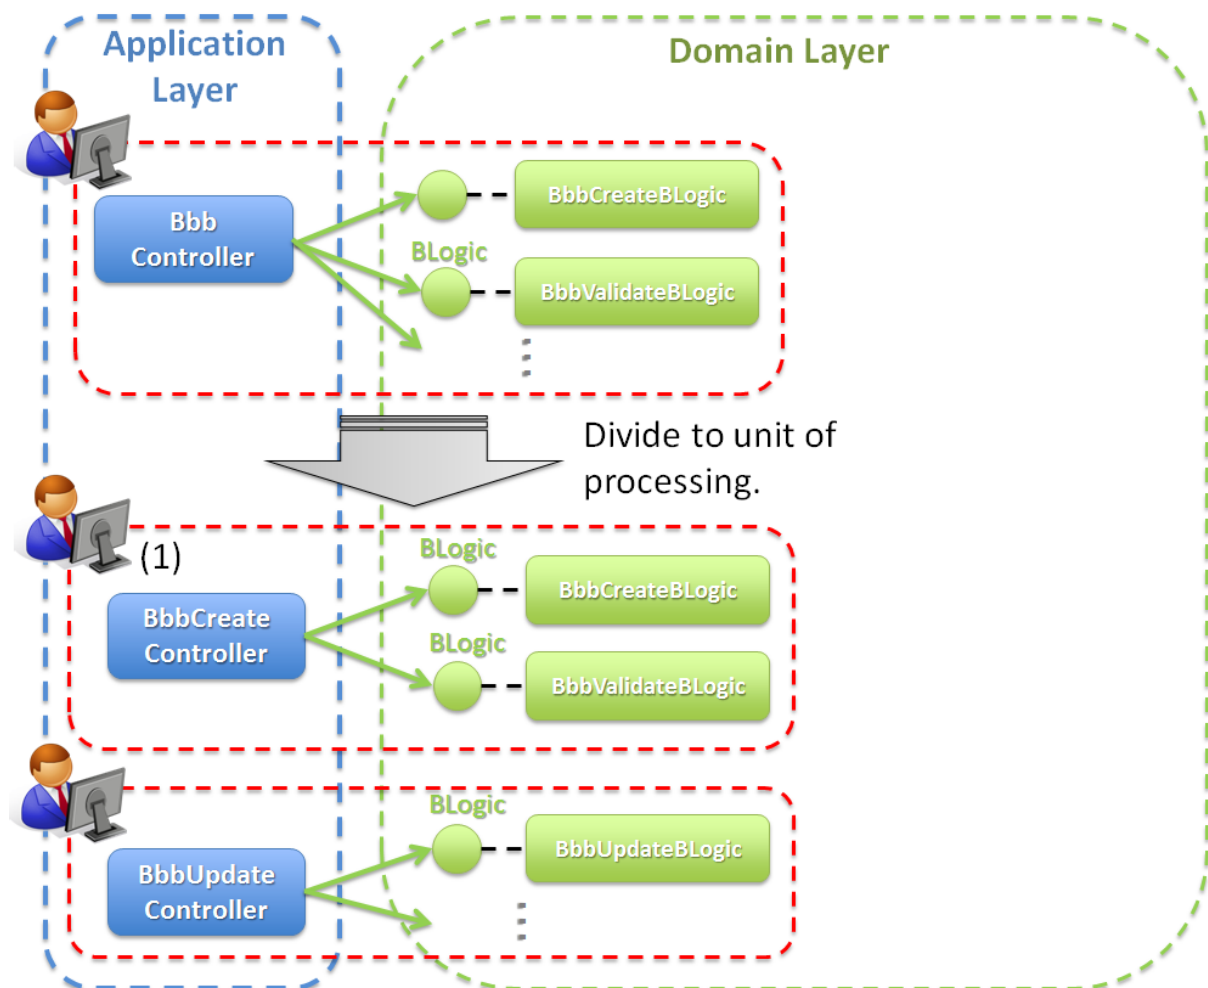 Application
Layer
Domain Layer
Bbb
Controller
BbbCreateBLogic
BLogic
BbbValidateBLogic
Divide to unit of
processing.
(1)
BbbCreate
Controller
BLogic
BbbCreateBLogic
BLogic
BbbValidateBLogic
BbbUpdate
Controller
BLogic
BbbUpdateBLogic